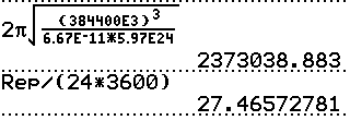 2π√((384400E3)³/6.67E-11*5.97E24)
2373038.883
Rep/(24*3600)
27.46572781